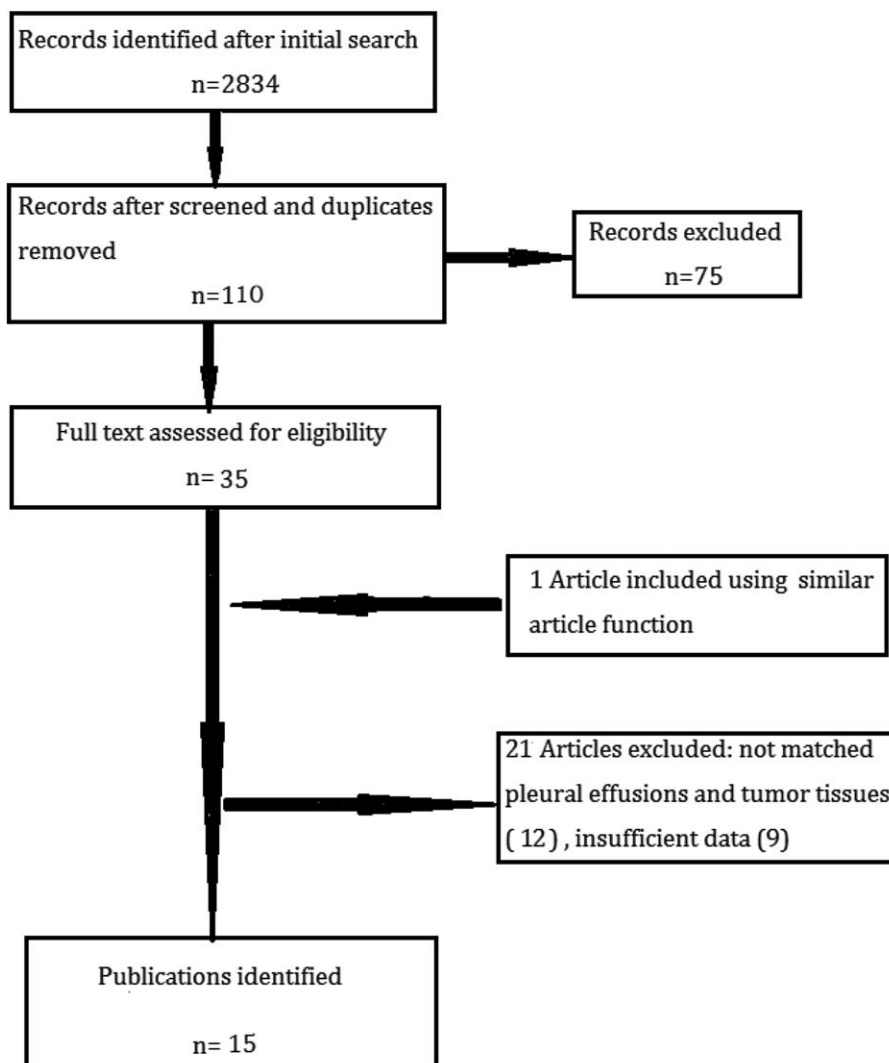 Records identified after initial search
n=2834
Records after screened and duplicates
removed
n=110
Records excluded
n=75
Full text assessed for eligibility
n= 35
1 Article included using similar
article function
21 Articles excluded: not matched
pleural effusions and tumor tissues
( 12) , insufficient data (9)
Publications identified
n= 15